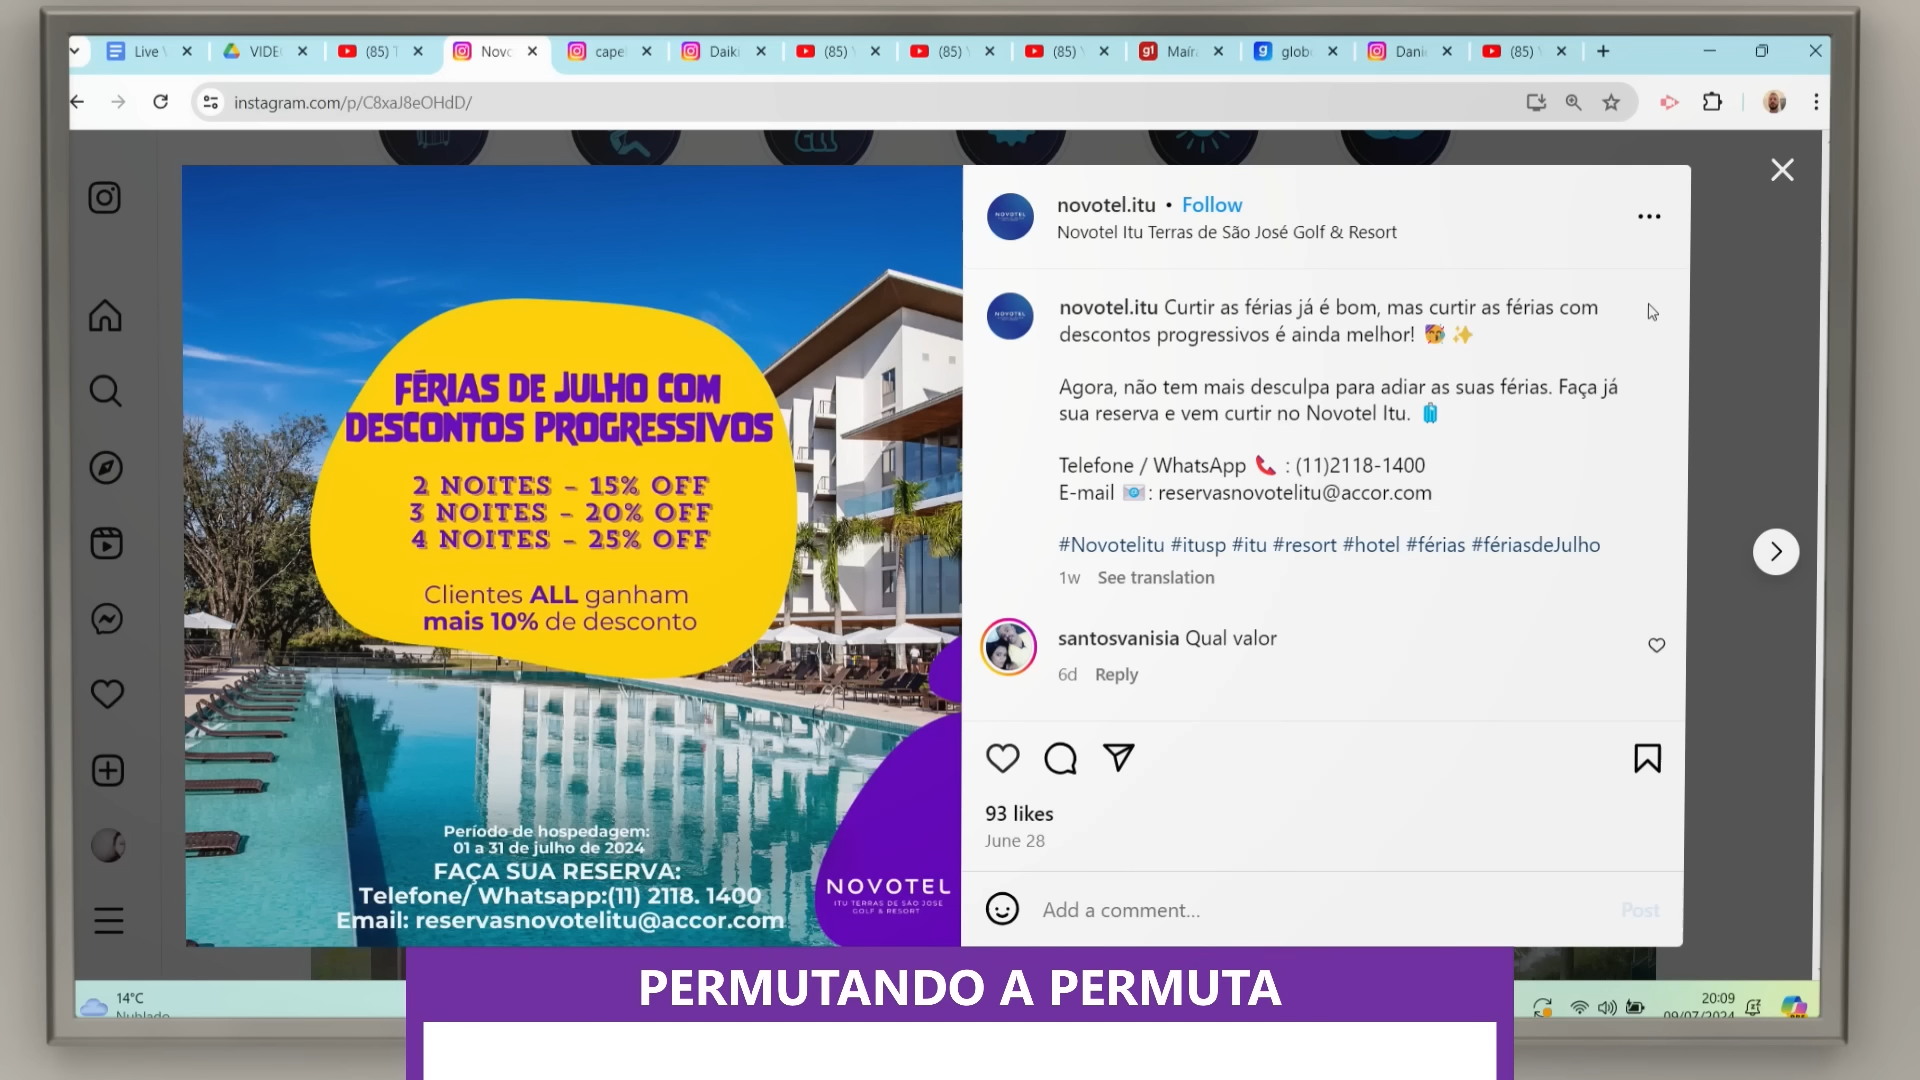 Live
VIDE
(85)
Novo
cape
Daiki
(85)
(85)
(85)
Maíra
glob
Dani
(85)
instagram.com/p/C8xaJ8eOHdD/
FÉRIAS DE JULHO COM
DESCONTOS PROGRESSIVOS
2 NOITES - 15% OFF
3 NOITES - 20% OFF
4 NOITES - 25% OFF
Clientes ALL ganham
mais 10% de desconto
Período de hospedagem:
01 a 31 de julho de 2024
FAÇA SUA RESERVA:
Telefone/ Whatsapp:(11) 2118. 1400
Email: reservasnovotelitu@accor.com
NOVOTEL
ITU TERRAS DE SÃO JOSE
GOLF & RESORT
novotel.itu • Follow
Novotel Itu Terras de São José Golf & Resort
novotel.itu Curtir as férias já é bom, mas curtir as férias com
descontos progressivos é ainda melhor! 🥳 ✨
Agora, não tem mais desculpa para adiar as suas férias. Faça já
sua reserva e vem curtir no Novotel Itu. 🧳
Telefone / WhatsApp 📞 : (11)2118-1400
E-mail 📧: reservasnovotelitu@accor.com
#Novotelitu #itusp #itu #resort #hotel #férias #fériasdeJulho
1w See translation
santosvanisia Qual valor
6d Reply
93 likes
June 28
Add a comment...
Post
PERMUTANDO A PERMUTA
14°C
Nublado
20:09
09/07/2024